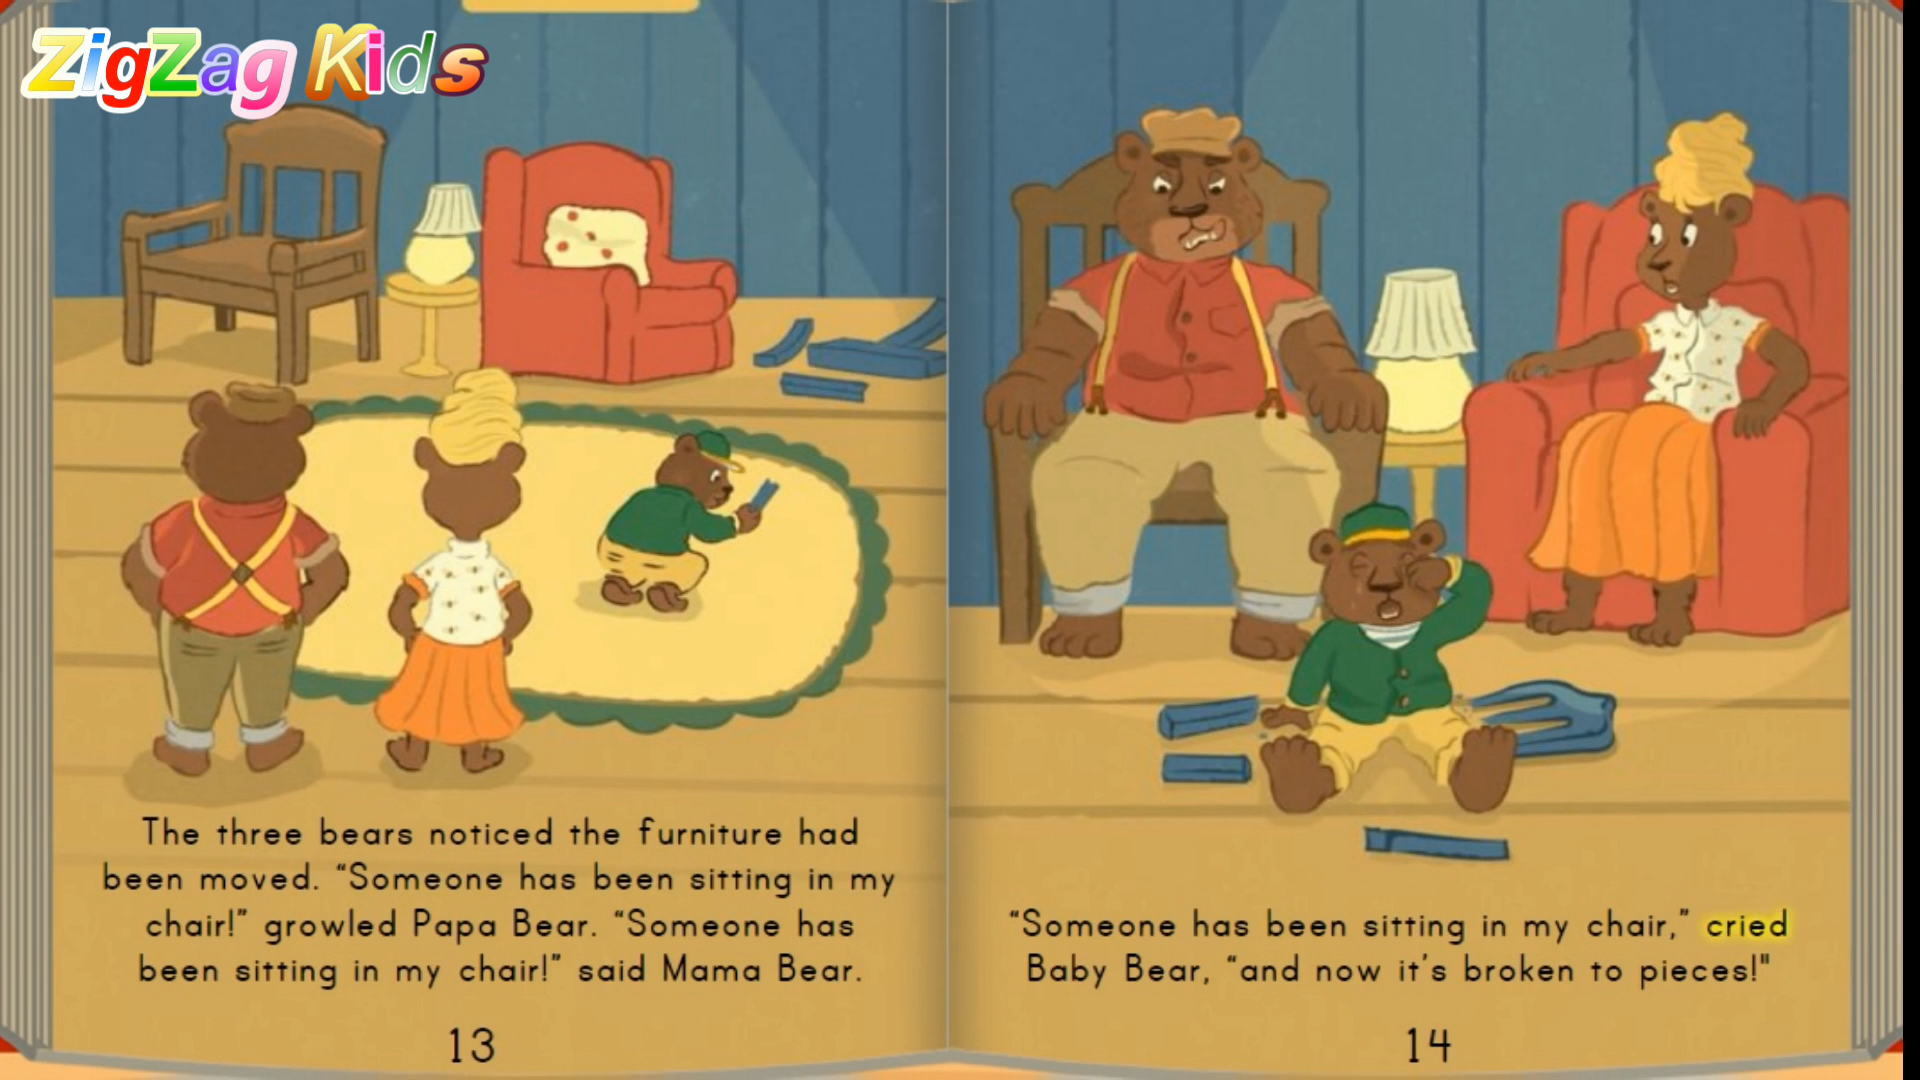 ZigZag Kids
The three bears noticed the furniture had
been moved. “Someone has been sitting in my
chair!” growled Papa Bear. “Someone has
been sitting in my chair!” said Mama Bear.
13
“Someone has been sitting in my chair,” cried
Baby Bear, “and now it's broken to pieces!"
14